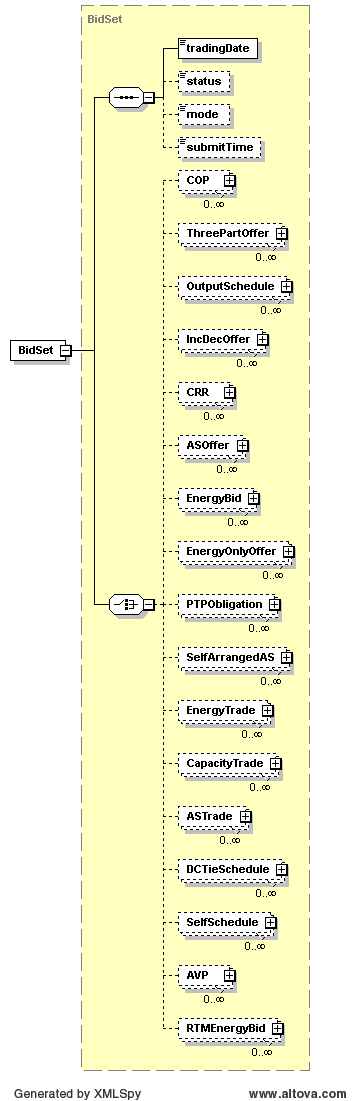 BidSet
tradingDate
status
mode
submitTime
COP
0..∞
ThreePartOffer
0..∞
OutputSchedule
0..∞
BidSet
IncDecOffer
0..∞
CRR
0..∞
ASOffer
0..∞
EnergyBid
0..∞
EnergyOnlyOffer
0..∞
PTPObligation
0..∞
SelfArrangedAS
0..∞
EnergyTrade
0..∞
CapacityTrade
0..∞
ASTrade
0..∞
DCTieSchedule
0..∞
SelfSchedule
0..∞
AVP
0..∞
RTMEnergyBid
0..∞
Generated by XMLSpy www.altova.com